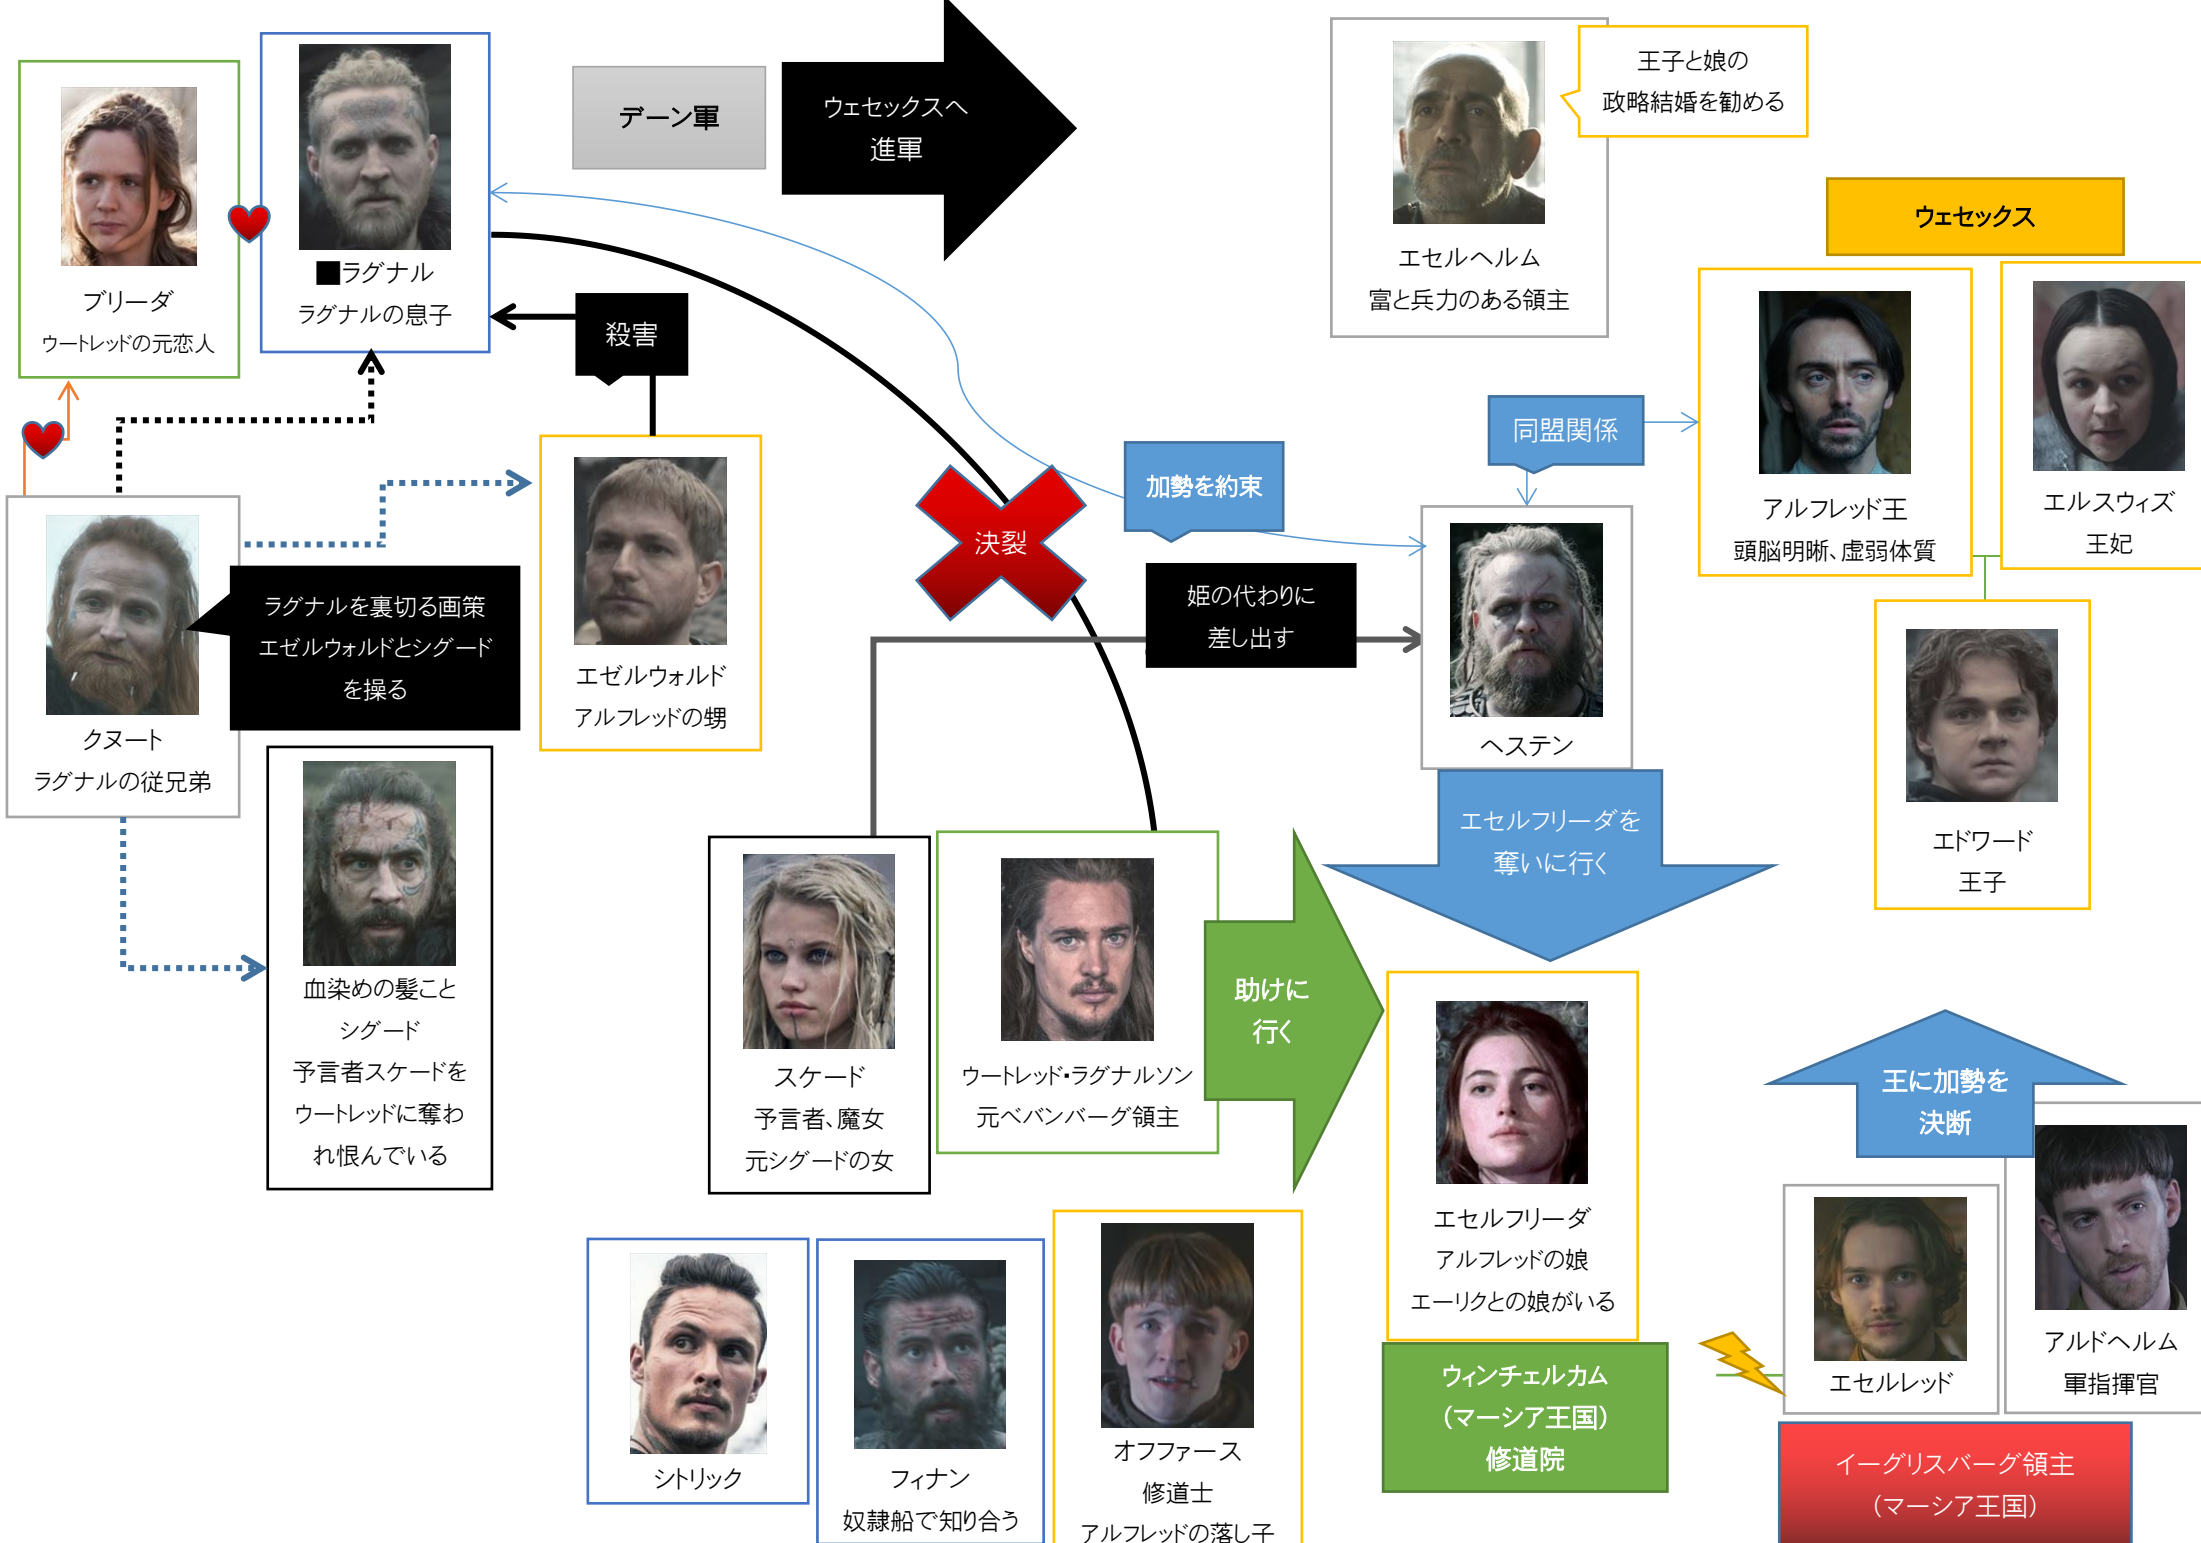 デーン軍
ウェセックスへ
進軍
王子と娘の
政略結婚を勧める
ウェセックス
ブリーダ
ウートレッドの元恋人
■ラグナル
ラグナルの息子
殺害
エセルヘルム
富と兵力のある領主
同盟関係
加勢を約束
アルフレッド王
頭脳明晰、虚弱体質
エルスウィズ
王妃
決裂
姫の代わりに
差し出す
ラグナルを裏切る画策
エゼルウォルドとシグード
を操る
エゼルウォルド
アルフレッドの甥
クヌート
ラグナルの従兄弟
ヘステン
エセルフリーダを
奪いに行く
エドワード
王子
血染めの髪こと
シグード
予言者スケードを
ウートレッドに奪わ
れ恨んでいる
スケード
予言者、魔女
元シグードの女
ウートレッド・ラグナルソン
元ベバンバーグ領主
助けに
行く
エセルフリーダ
アルフレッドの娘
エーリクとの娘がいる
王に加勢を
決断
エセルレッド
アルドヘルム
軍指揮官
シトリック
フィナン
奴隷船で知り合う
オフファース
修道士
アルフレッドの落し子
ウィンチェルカム
（マーシア王国）
修道院
イーグリスバーグ領主
（マーシア王国）